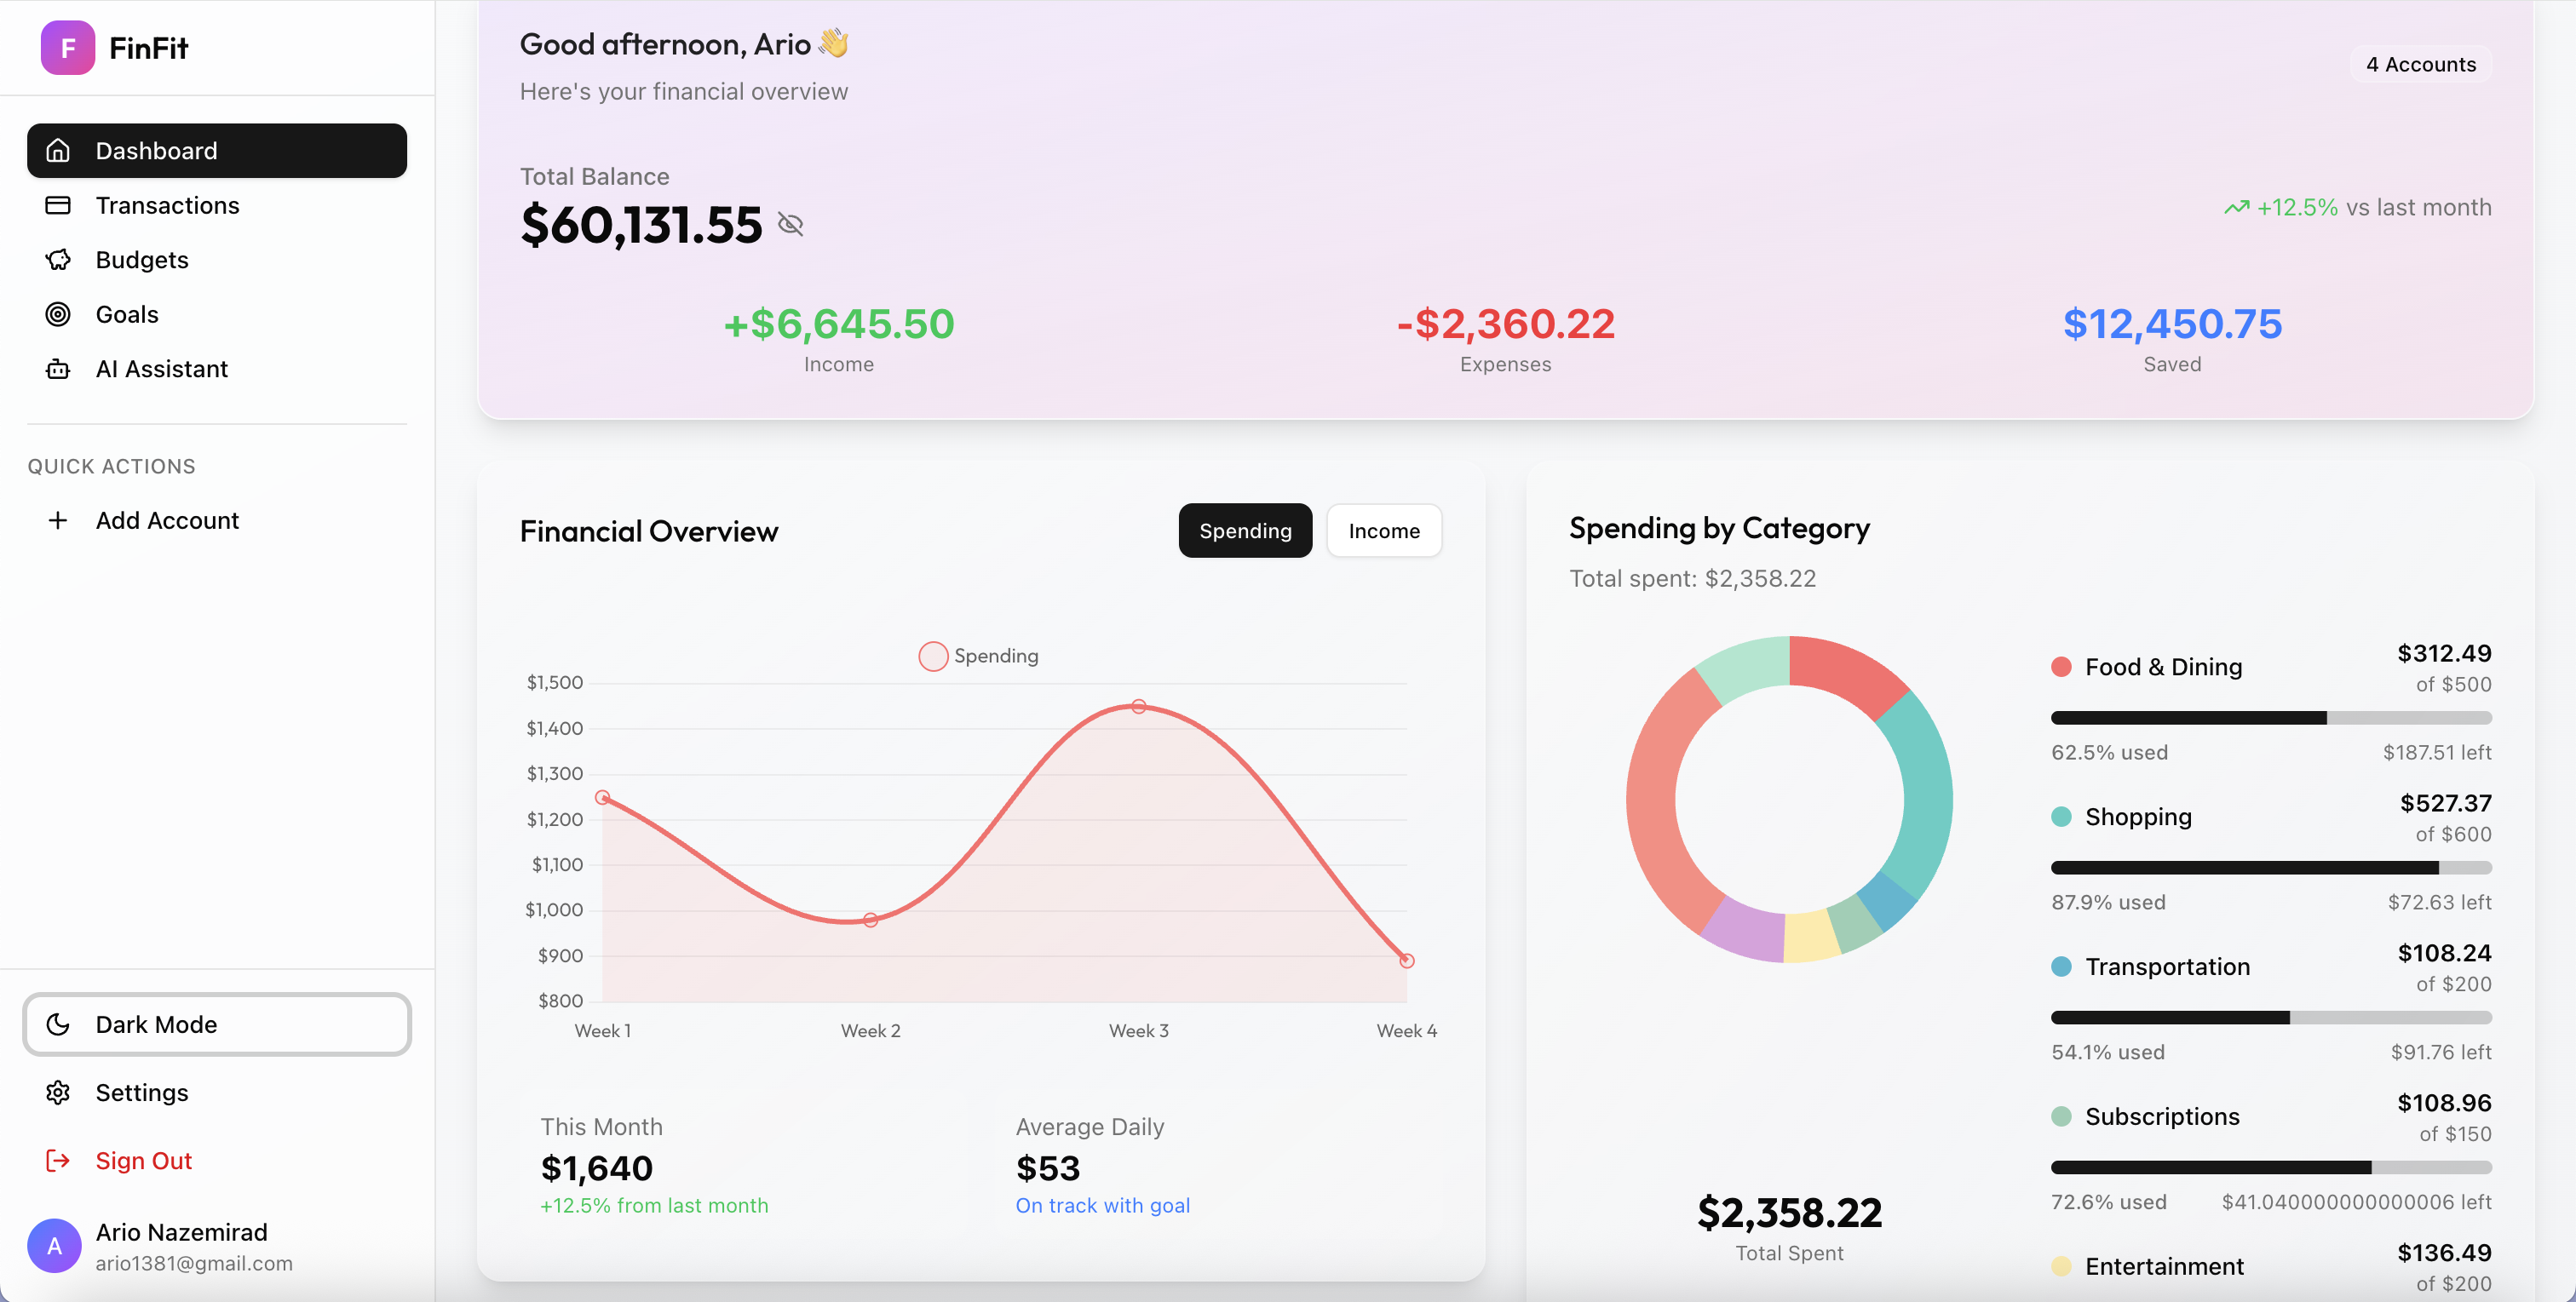 F FinFit
Dashboard
Transactions
Budgets
Goals
AI Assistant
QUICK ACTIONS
Add Account
Dark Mode
Settings
Sign Out
A
Ario Nazemirad
ario1381@gmail.com
Good afternoon, Ario 👋
Here's your financial overview
4 Accounts
Total Balance
$60,131.55
+12.5% vs last month
+$6,645.50
Income
-$2,360.22
Expenses
$12,450.75
Saved
Financial Overview
Spending
Income
Spending
$1,500
$1,400
$1,300
$1,200
$1,100
$1,000
$900
$800
Week 1 Week 2 Week 3 Week 4
This Month
$1,640
+12.5% from last month
Average Daily
$53
On track with goal
Spending by Category
Total spent: $2,358.22
$2,358.22
Total Spent
Food & Dining
$312.49
of $500
62.5% used
$187.51 left
Shopping
$527.37
of $600
87.9% used
$72.63 left
Transportation
$108.24
of $200
54.1% used
$91.76 left
Subscriptions
$108.96
of $150
72.6% used
$41.040000000000006 left
Entertainment
$136.49
of $200